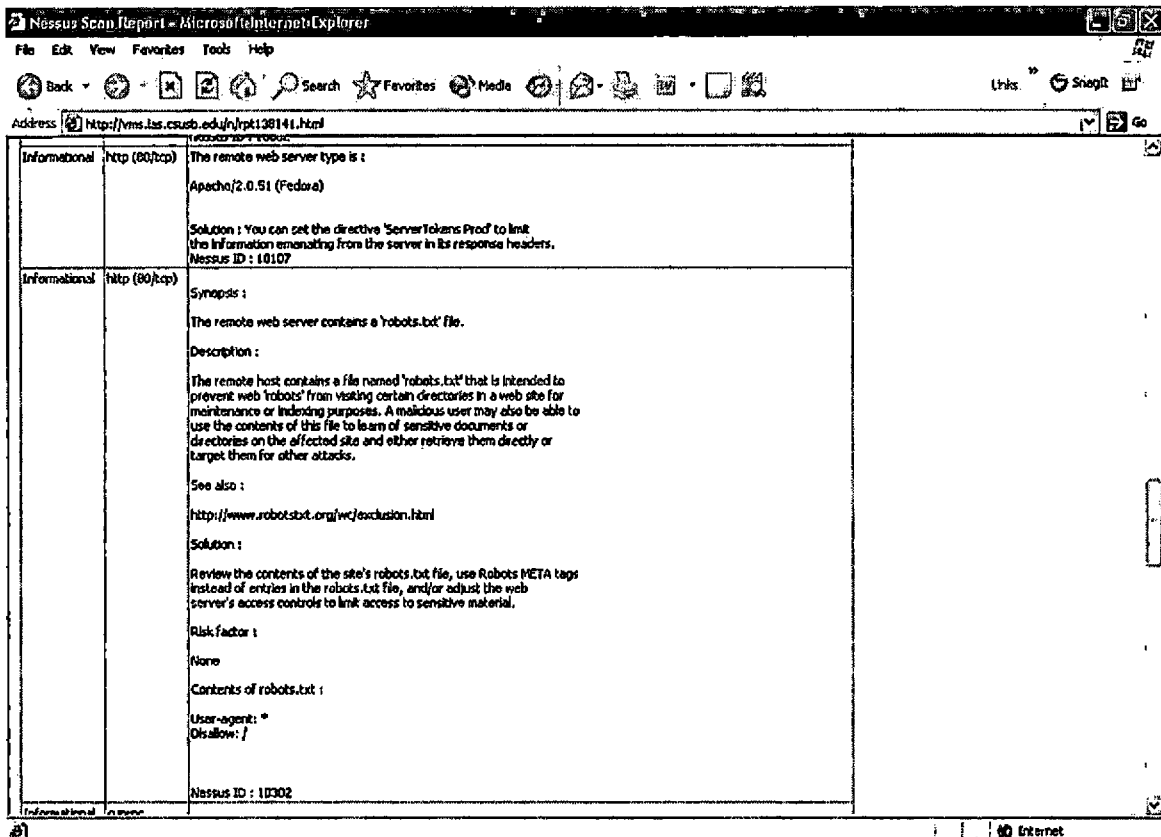 Nessus Scan Report - Microsoft Internet Explorer
File Edit View Favorites Tools Help
Back Search Favorites Media Links » SnagIt
Address http://vms.ias.csusb.edu/n/rpt138141.html Go
Informational http (80/tcp) The remote web server type is :
Apache/2.0.51 (Fedora)
Solution : You can set the directive 'ServerTokens Prod' to limit
the information emanating from the server in its response headers.
Nessus ID : 10107
Informational http (80/tcp)
Synopsis :
The remote web server contains a 'robots.txt' file.
Description :
The remote host contains a file named 'robots.txt' that is intended to
prevent web 'robots' from visiting certain directories in a web site for
maintenance or indexing purposes. A malicious user may also be able to
use the contents of this file to learn of sensitive documents or
directories on the affected site and either retrieve them directly or
target them for other attacks.
See also :
http://www.robotstxt.org/wc/exclusion.html
Solution :
Review the contents of the site's robots.txt file, use Robots META tags
instead of entries in the robots.txt file, and/or adjust the web
server's access controls to limit access to sensitive material.
Risk factor :
None
Contents of robots.txt :
User-agent: *
Disallow: /
Nessus ID : 10302
Informational
Internet